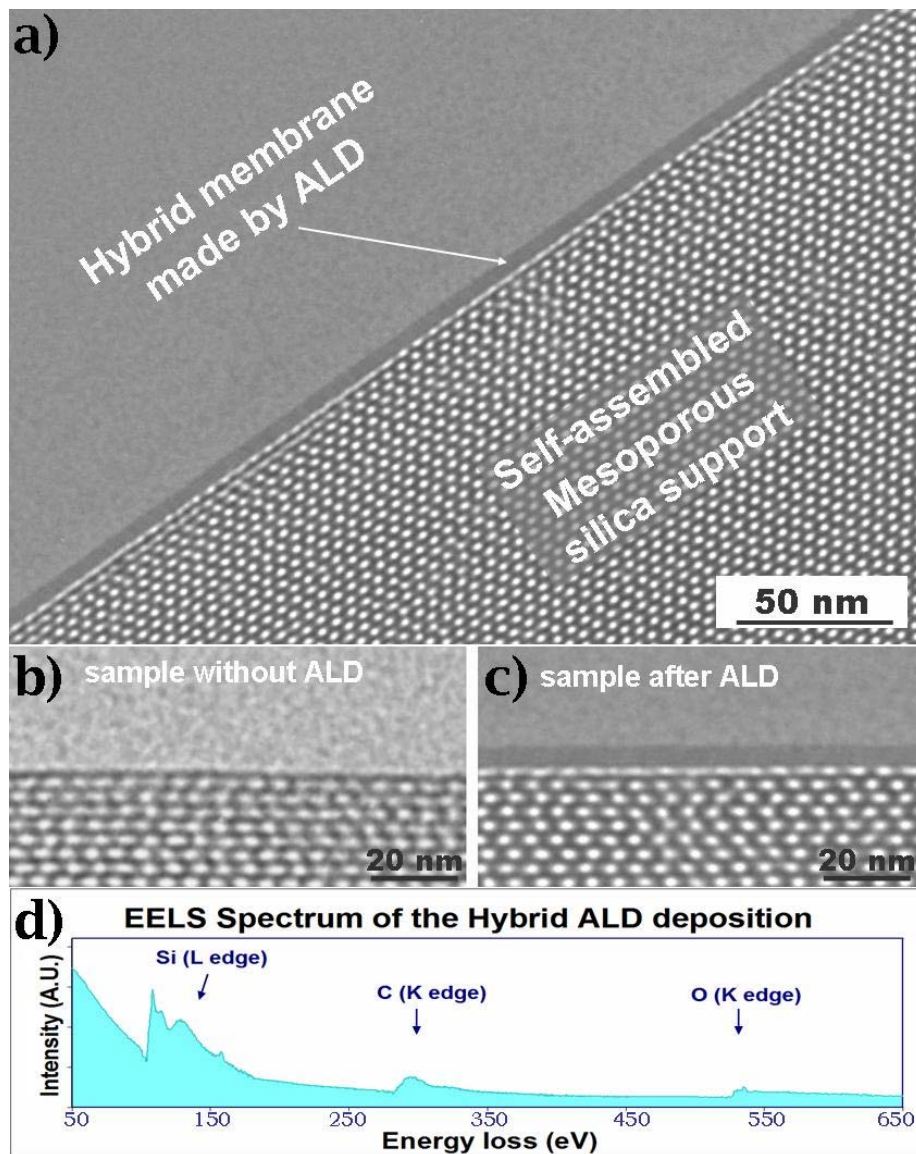 a)
Hybrid membrane
made by ALD
Self-assembled
Mesoporous
silica support
50 nm
b)
sample without ALD
20 nm
c)
sample after ALD
20 nm
d)
EELS Spectrum of the Hybrid ALD deposition
Intensity (A.U.)
Si (L edge)
C (K edge)
O (K edge)
50 150 250 350 450 550 650
Energy loss (eV)